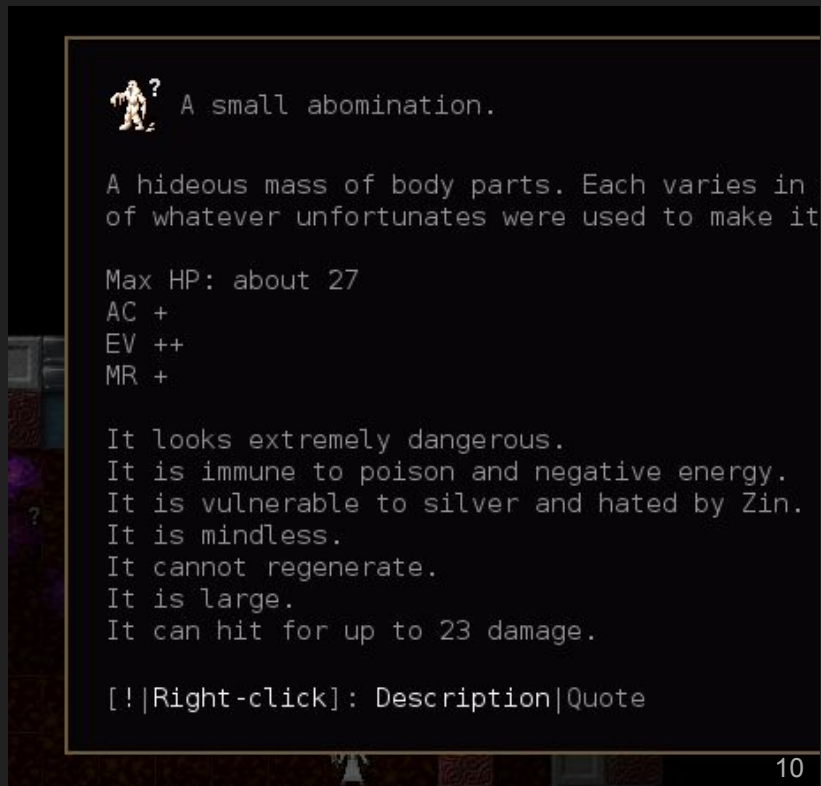 ?
A small abomination.
A hideous mass of body parts. Each varies in
of whatever unfortunates were used to make it
Max HP: about 27
AC +
EV ++
MR +
It looks extremely dangerous.
It is immune to poison and negative energy.
It is vulnerable to silver and hated by Zin.
It is mindless.
It cannot regenerate.
It is large.
It can hit for up to 23 damage.
[!|Right-click]: Description|Quote
?
10